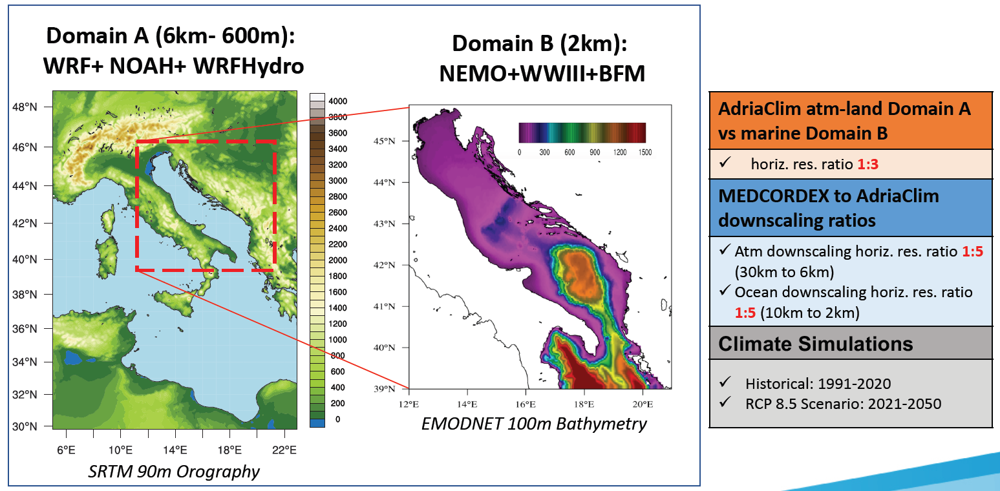 Domain A (6km- 600m):
WRF+ NOAH+ WRFHydro
48°N
46°N
44°N
42°N
40°N
38°N
36°N
34°N
32°N
30°N
6°E
10°E
14°E
18°E
22°E
4000
3800
3600
3400
3200
3000
2800
2600
2400
2200
2000
1800
1600
1400
1200
1000
800
600
400
200
0
SRTM 90m Orography
Domain B (2km):
NEMO+WWIII+BFM
0 300 600 900 1200 1500
45°N
44°N
43°N
42°N
41°N
40°N
39°N
12°E
14°E
16°E
18°E
20°E
EMODNET 100m Bathymetry
AdriaClim atm-land Domain A
vs marine Domain B
✓ horiz. res. ratio 1:3
MEDCORDEX to AdriaClim
downscaling ratios
✓ Atm downscaling horiz. res. ratio 1:5
(30km to 6km)
✓ Ocean downscaling horiz. res. ratio
1:5 (10km to 2km)
Climate Simulations
✓ Historical: 1991-2020
✓ RCP 8.5 Scenario: 2021-2050